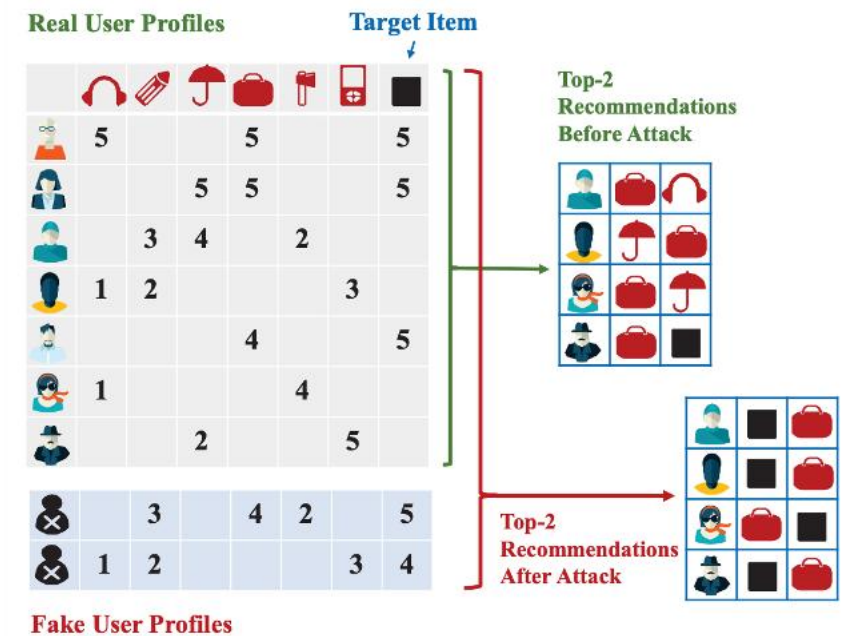 Real User Profiles
Target Item
5 5 5
5 5 5
3 4 2
1 2 3
4 5
1 4
2 5
3 4 2 5
1 2 3 4
Fake User Profiles
Top-2
Recommendations
Before Attack
Top-2
Recommendations
After Attack